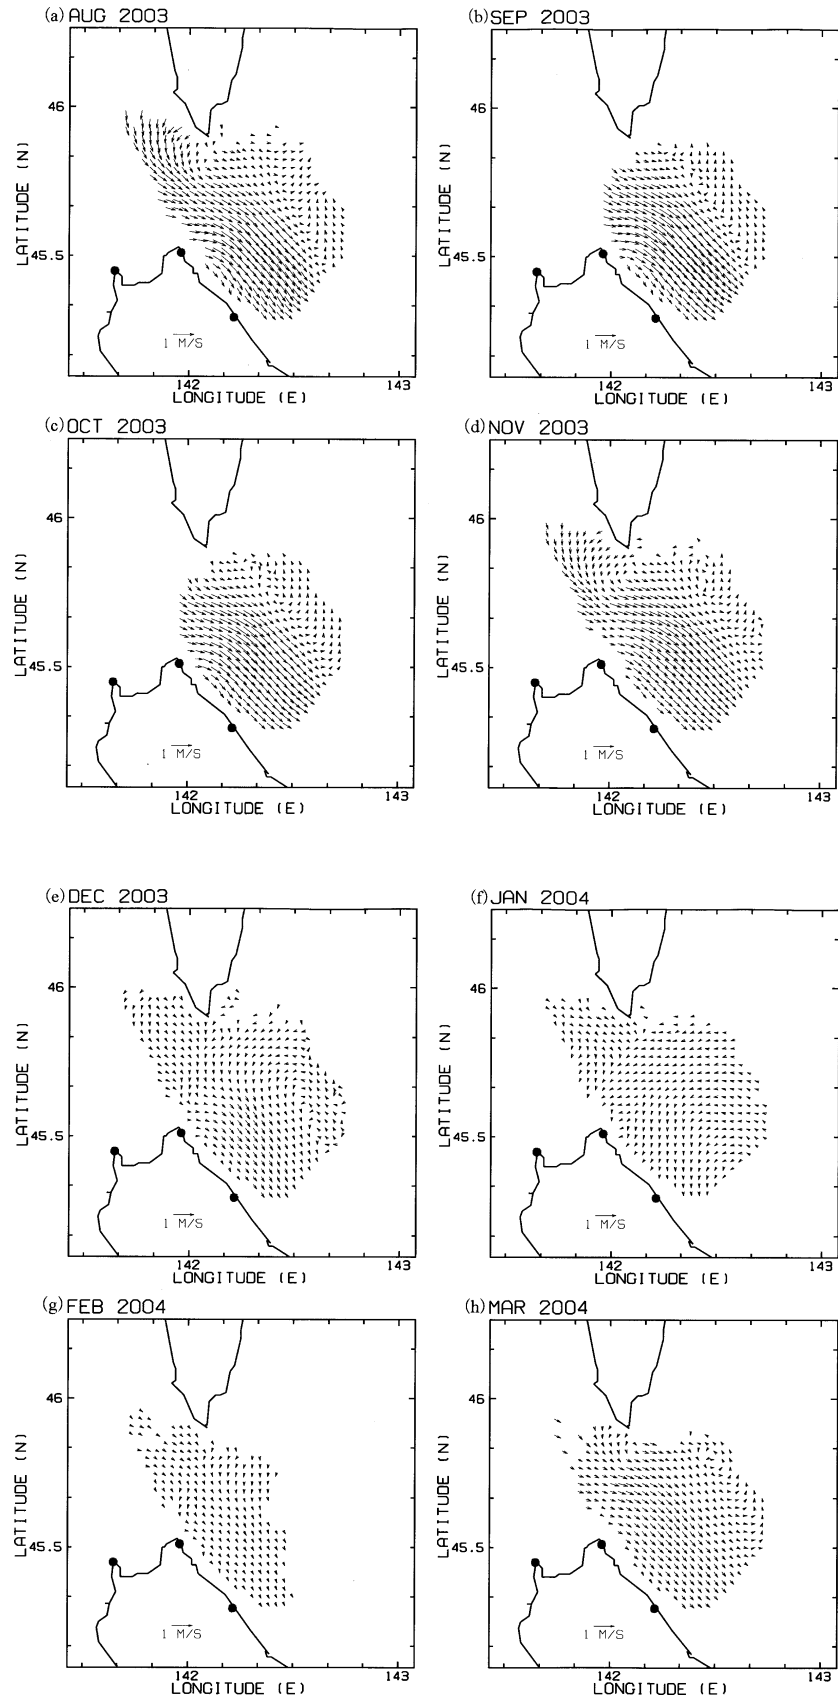 (a) AUG 2003
46
45.5
LATITUDE (N)
1 M/S
142
143
LONGITUDE (E)
(b) SEP 2003
46
45.5
LATITUDE (N)
1 M/S
142
143
LONGITUDE (E)
(c) OCT 2003
46
45.5
LATITUDE (N)
1 M/S
142
143
LONGITUDE (E)
(d) NOV 2003
46
45.5
LATITUDE (N)
1 M/S
142
143
LONGITUDE (E)
(e) DEC 2003
46
45.5
LATITUDE (N)
1 M/S
142
143
LONGITUDE (E)
(f) JAN 2004
46
45.5
LATITUDE (N)
1 M/S
142
143
LONGITUDE (E)
(g) FEB 2004
46
45.5
LATITUDE (N)
1 M/S
142
143
LONGITUDE (E)
(h) MAR 2004
46
45.5
LATITUDE (N)
1 M/S
142
143
LONGITUDE (E)